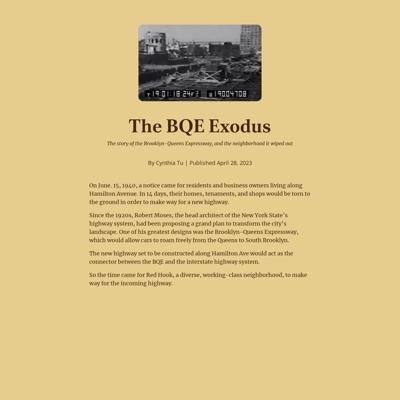 19:01:18:24
19004708
The BQE Exodus
The story of the Brooklyn-Queens Expressway, and the neighborhood it wiped out
By Cynthia Tu | Published April 28, 2023
On June. 15, 1940, a notice came for residents and business owners living along
Hamilton Avenue. In 14 days, their homes, tenaments, and shops would be torn to
the ground in order to make way for a new highway.
Since the 1920s, Robert Moses, the head architect of the New York State's
highway system, had been proposing a grand plan to transform the city's
landscape. One of his greatest designs was the Brooklyn-Queens Expressway,
which would allow cars to roam freely from the Queens to South Brooklyn.
The new highway set to be constructed along Hamilton Ave would act as the
connector between the BQE and the interstate highway system.
So the time came for Red Hook, a diverse, working-class neighborhood, to make
way for the incoming highway.